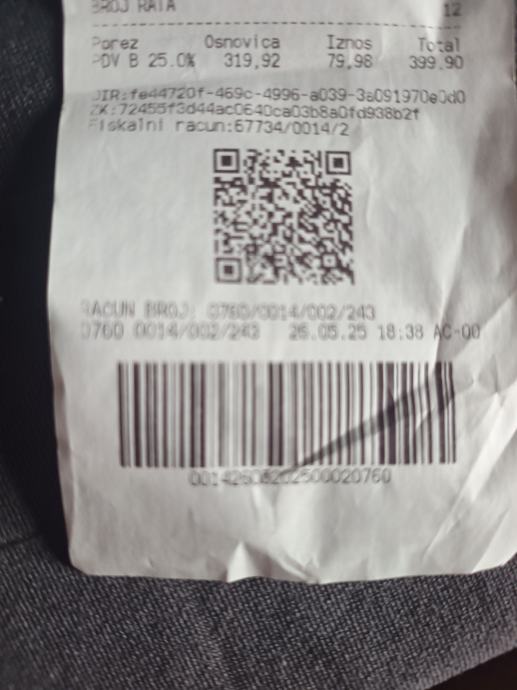 BROJ RATA 12
Porez Osnovica Iznos Total
PDV B 25.0% 319,92 79,98 399.90
JIR:fe44720f-469c-4996-a039-3a091970e0d0
ZK:72455f3d44ac0640ca03b8a0fd938b2f
Fiskalni racun:67734/0014/2
RACUN BROJ: 0760/0014/002/243
0760 0014/002/243 26.05.25 18:38 AC-00